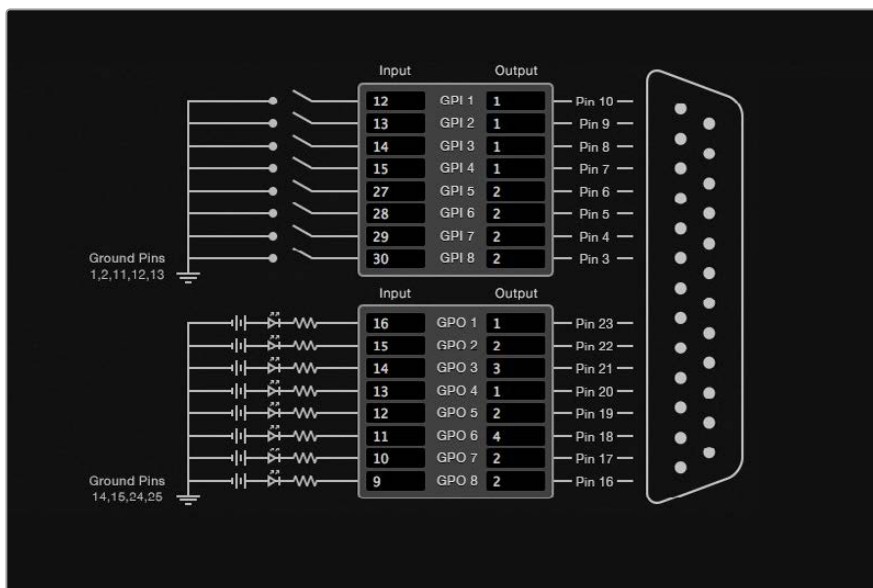 Input Output
12 GPI 1 1 Pin 10
13 GPI 2 1 Pin 9
14 GPI 3 1 Pin 8
15 GPI 4 1 Pin 7
27 GPI 5 2 Pin 6
28 GPI 6 2 Pin 5
29 GPI 7 2 Pin 4
30 GPI 8 2 Pin 3
Ground Pins
1,2,11,12,13
Input Output
16 GPO 1 1 Pin 23
15 GPO 2 2 Pin 22
14 GPO 3 3 Pin 21
13 GPO 4 1 Pin 20
12 GPO 5 2 Pin 19
11 GPO 6 4 Pin 18
10 GPO 7 2 Pin 17
9 GPO 8 2 Pin 16
Ground Pins
14,15,24,25